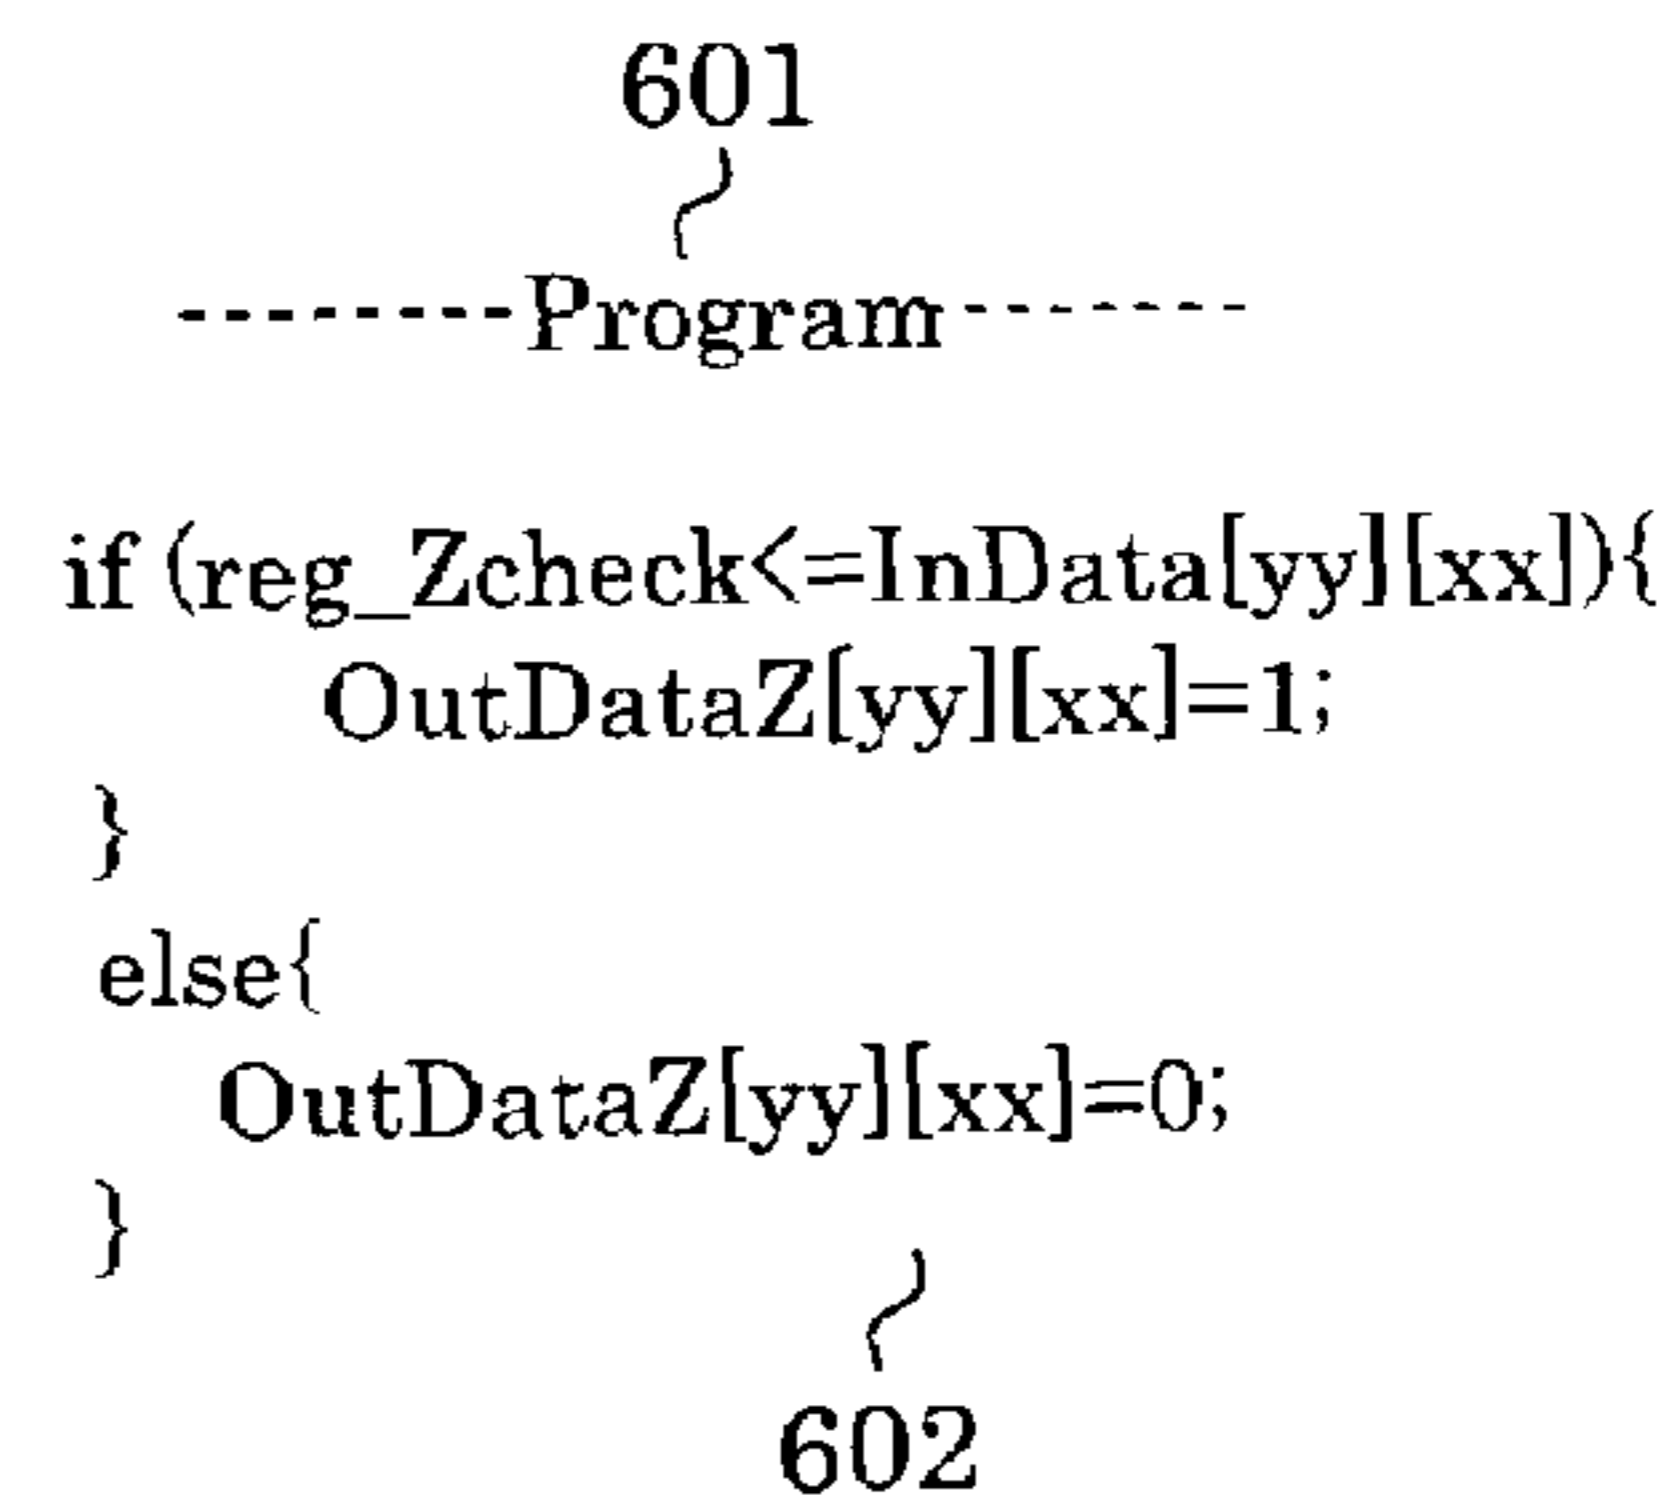 601
--------Program-------
if (reg_Zcheck<=InData[yy][xx]){
OutDataZ[yy][xx]=1;
}
else{
OutDataZ[yy][xx]=0;
}
602